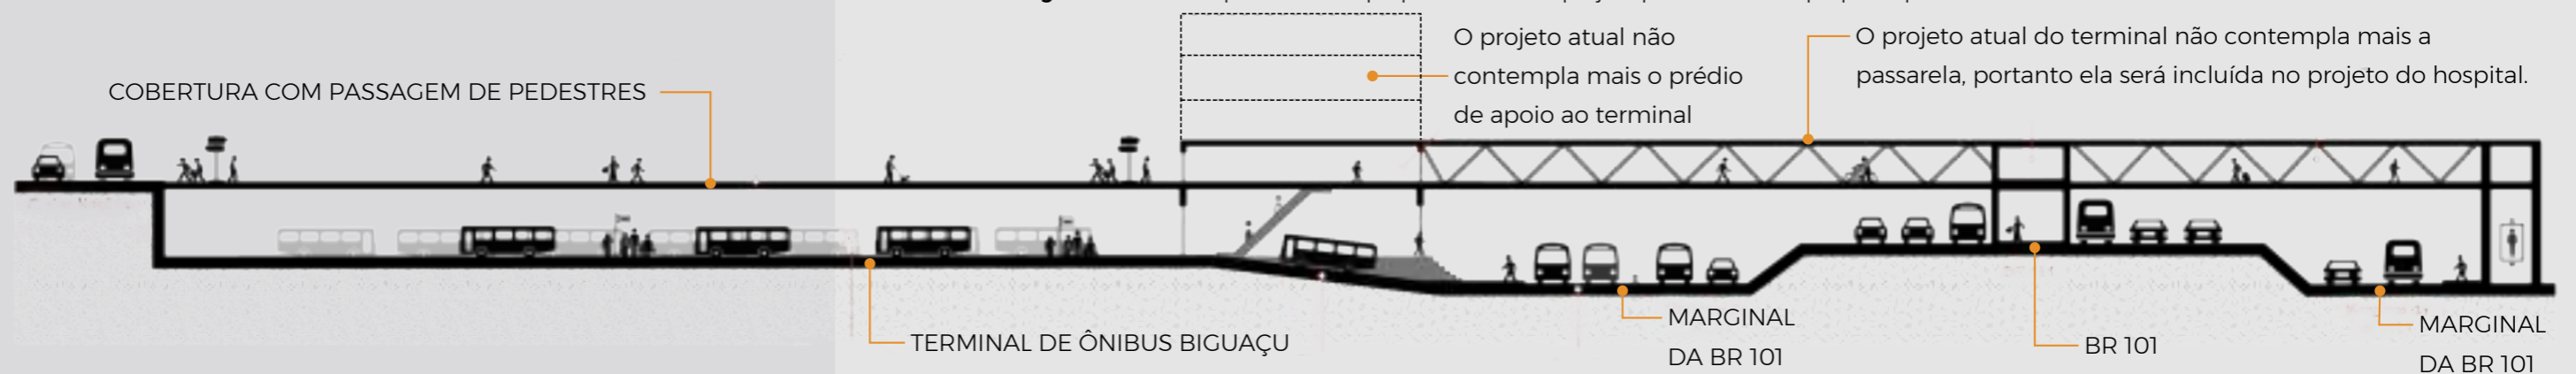 COBERTURA COM PASSAGEM DE PEDESTRES
O projeto atual não
contempla mais o prédio
de apoio ao terminal
O projeto atual do terminal não contempla mais a
passarela, portanto ela será incluída no projeto do hospital.
TERMINAL DE ÔNIBUS BIGUAÇU
MARGINAL
DA BR 101
BR 101
MARGINAL
DA BR 101